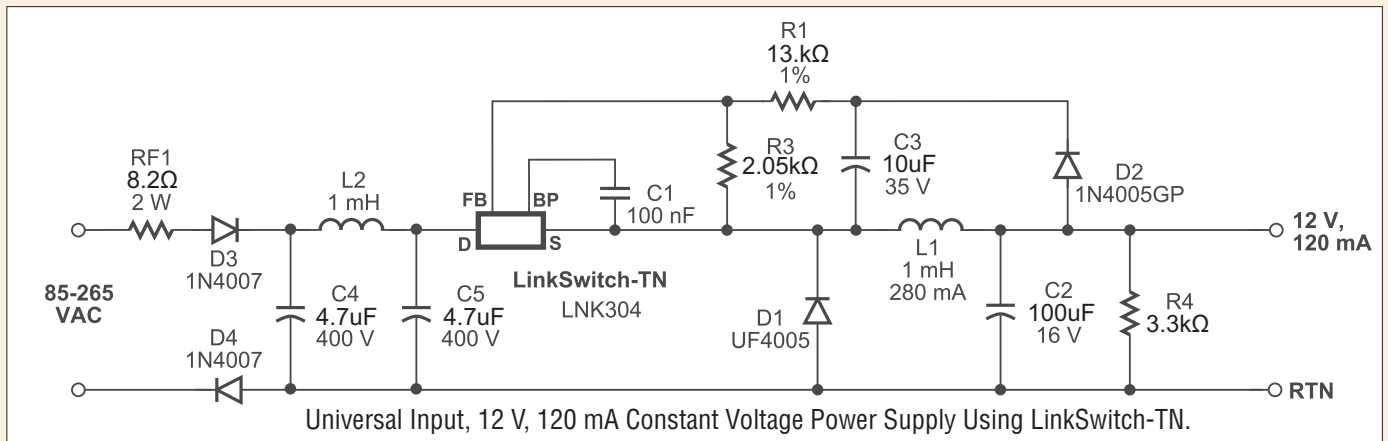 R1
13.kΩ
1%
RF1
8.2Ω
2 W
L2
1 mH
FB
BP
D
S
C1
100 nF
R3
2.05kΩ
1%
C3
10uF
35 V
D2
1N4005GP
12 V,
120 mA
D3
1N4007
LinkSwitch-TN
LNK304
L1
1 mH
280 mA
85-265
VAC
C4
4.7uF
400 V
C5
4.7uF
400 V
D1
UF4005
C2
100uF
16 V
R4
3.3kΩ
D4
1N4007
RTN
Universal Input, 12 V, 120 mA Constant Voltage Power Supply Using LinkSwitch-TN.